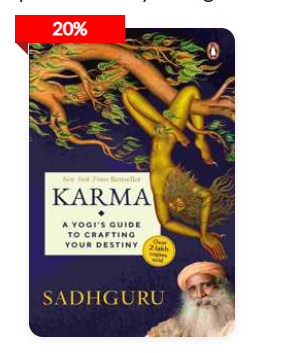 20%
New York Times Bestseller
KARMA
A YOGI'S GUIDE
TO CRAFTING
YOUR DESTINY
Over
2 lakh
copies
sold
SADHGURU